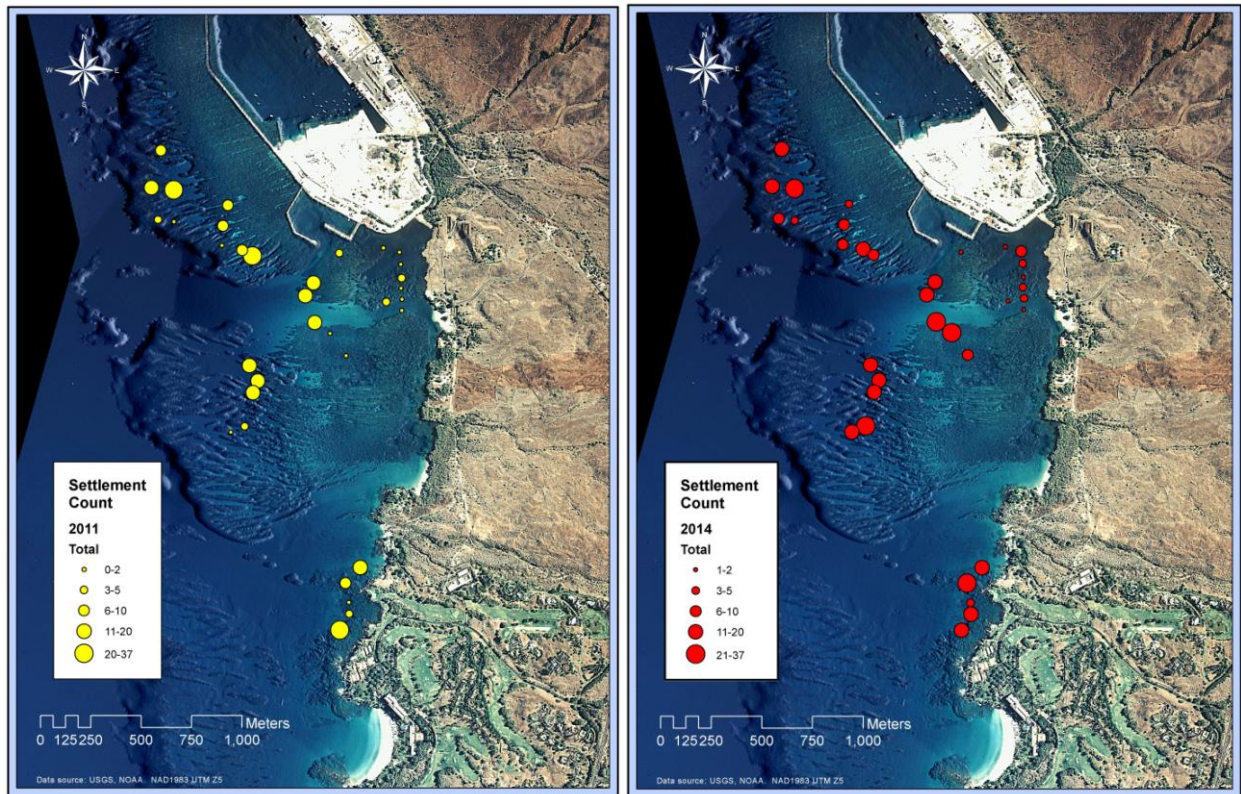 N
W E
S
Settlement
Count
2011
Total
0-2
3-5
6-10
11-20
20-37
Meters
0 125 250 500 750 1,000
Data source: USGS, NOAA. NAD1983 UTM Z5
N
W E
S
Settlement
Count
2014
Total
1-2
3-5
6-10
11-20
21-37
Meters
0 125 250 500 750 1,000
Data source: USGS, NOAA. NAD1983 UTM Z5